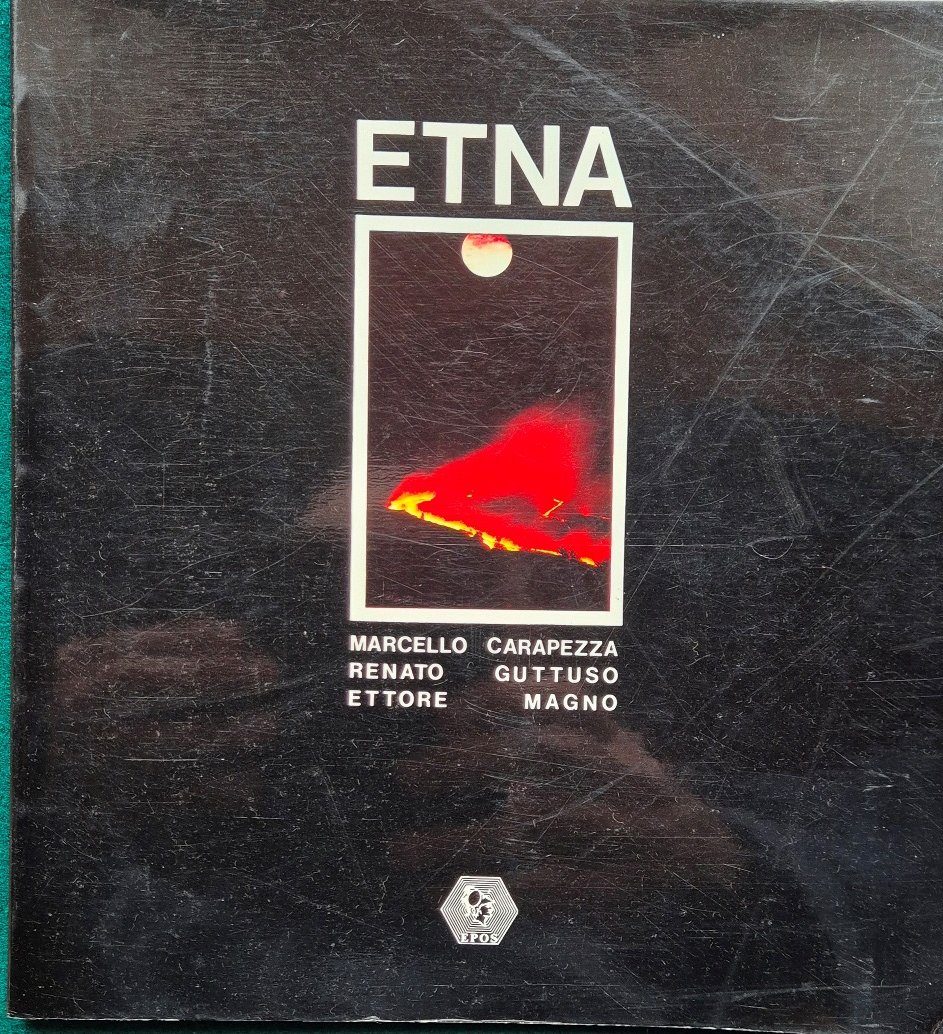 ETNA
MARCELLO CARAPEZZA
RENATO GUTTUSO
ETTORE MAGNO
EPOS